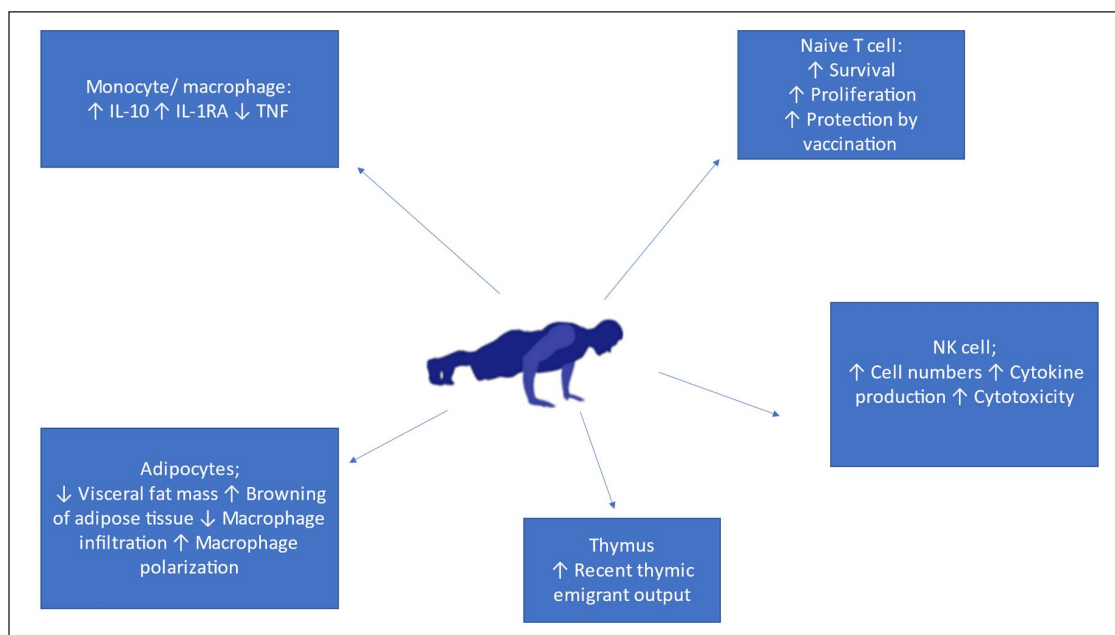 Monocyte/ macrophage:
↑ IL-10 ↑ IL-1RA ↓ TNF
Naive T cell:
↑ Survival
↑ Proliferation
↑ Protection by
vaccination
NK cell;
↑ Cell numbers ↑ Cytokine
production ↑ Cytotoxicity
Adipocytes;
↓ Visceral fat mass ↑ Browning
of adipose tissue ↓ Macrophage
infiltration ↑ Macrophage
polarization
Thymus
↑ Recent thymic
emigrant output